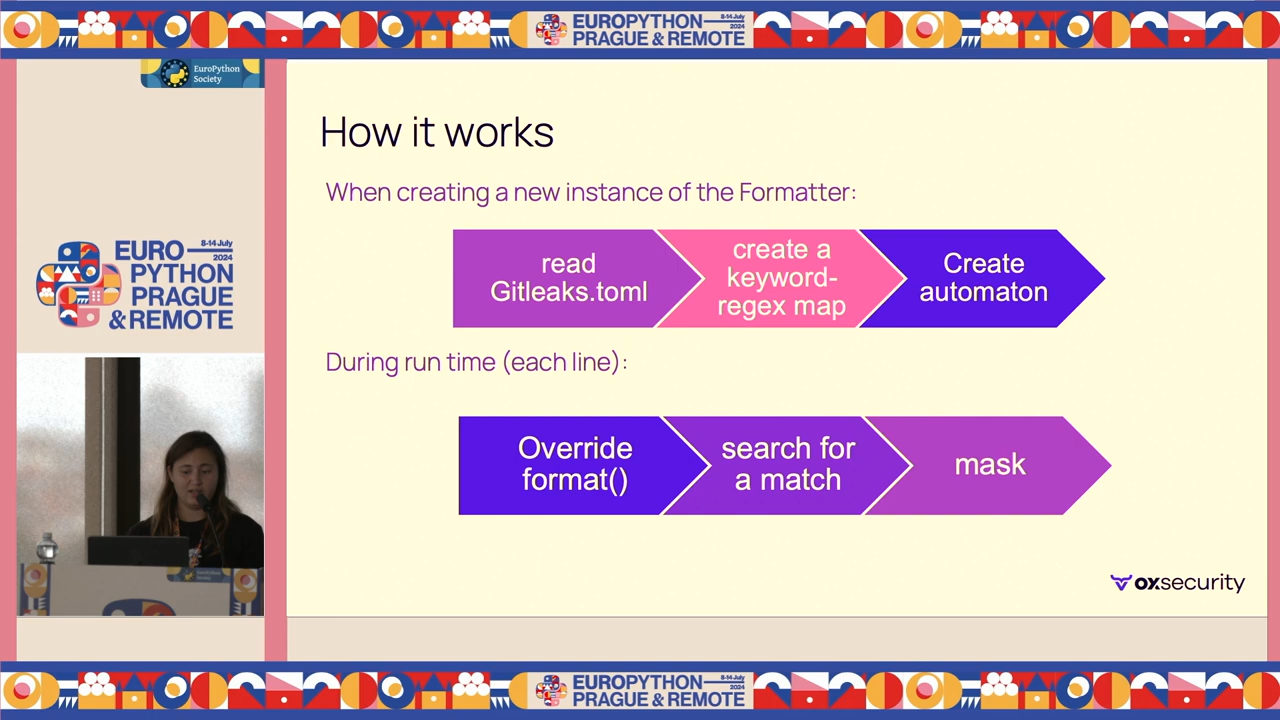 EUROPYTHON
8-14 July
2024
PRAGUE & REMOTE
EuroPython
Society
How it works
When creating a new instance of the Formatter:
read
Gitleaks.toml
create a
keyword-
regex map
Create
automaton
EURO
8-14 July
2024
PYTHON
PRAGUE
& REMOTE
During run time (each line):
Override
format()
search for
a match
mask
oxsecurity
EUROPYTHON
8-14 July
2024
PRAGUE & REMOTE